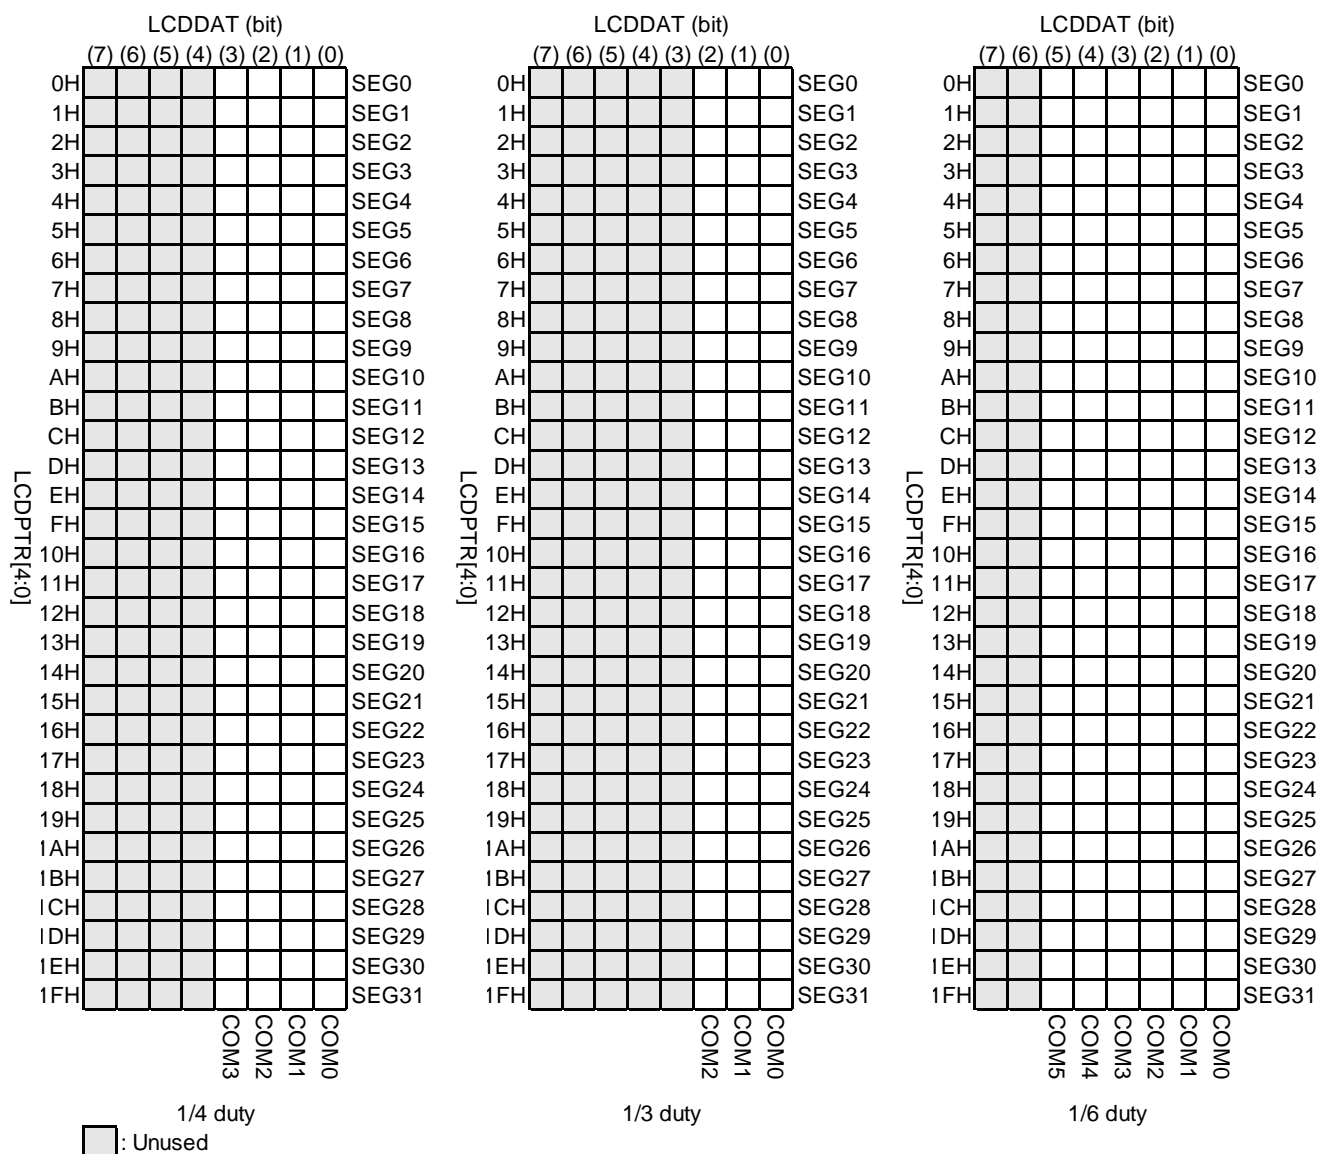 LCDDAT (bit) LCDDAT (bit) LCDDAT (bit)
(7) (6) (5) (4) (3) (2) (1) (0) (7) (6) (5) (4) (3) (2) (1) (0) (7) (6) (5) (4) (3) (2) (1) (0)
0H SEG0 0H SEG0 0H SEG0
1H SEG1 1H SEG1 1H SEG1
2H SEG2 2H SEG2 2H SEG2
3H SEG3 3H SEG3 3H SEG3
4H SEG4 4H SEG4 4H SEG4
5H SEG5 5H SEG5 5H SEG5
6H SEG6 6H SEG6 6H SEG6
7H SEG7 7H SEG7 7H SEG7
8H SEG8 8H SEG8 8H SEG8
9H SEG9 9H SEG9 9H SEG9
AH SEG10 AH SEG10 AH SEG10
BH SEG11 BH SEG11 BH SEG11
CH SEG12 CH SEG12 CH SEG12
DH SEG13 DH SEG13 DH SEG13
EH SEG14 EH SEG14 EH SEG14
FH SEG15 FH SEG15 FH SEG15
10H SEG16 10H SEG16 10H SEG16
11H SEG17 11H SEG17 11H SEG17
12H SEG18 12H SEG18 12H SEG18
13H SEG19 13H SEG19 13H SEG19
14H SEG20 14H SEG20 14H SEG20
15H SEG21 15H SEG21 15H SEG21
16H SEG22 16H SEG22 16H SEG22
17H SEG23 17H SEG23 17H SEG23
18H SEG24 18H SEG24 18H SEG24
19H SEG25 19H SEG25 19H SEG25
1AH SEG26 1AH SEG26 1AH SEG26
1BH SEG27 1BH SEG27 1BH SEG27
1CH SEG28 1CH SEG28 1CH SEG28
1DH SEG29 1DH SEG29 1DH SEG29
1EH SEG30 1EH SEG30 1EH SEG30
1FH SEG31 1FH SEG31 1FH SEG31
LCDPTR[4:0] LCDPTR[4:0] LCDPTR[4:0]
COM3 COM2 COM1 COM0 COM2 COM1 COM0 COM5 COM4 COM3 COM2 COM1 COM0
1/4 duty 1/3 duty 1/6 duty
: Unused